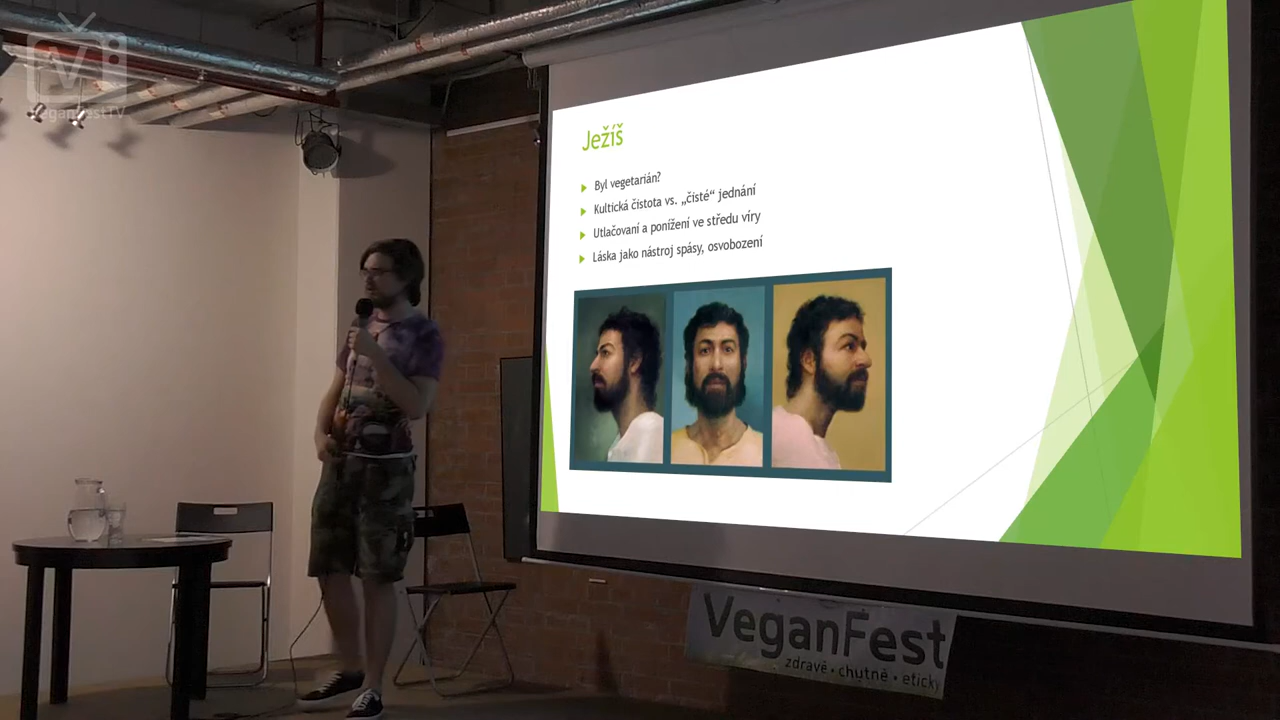 VeganFestTV
Ježíš
Byl vegetarián?
Kultická čistota vs. „čisté“ jednání
Utlačovaní a ponížení ve středu víry
Láska jako nástroj spásy, osvobození
VeganFest
zdravě • chutně • eticky